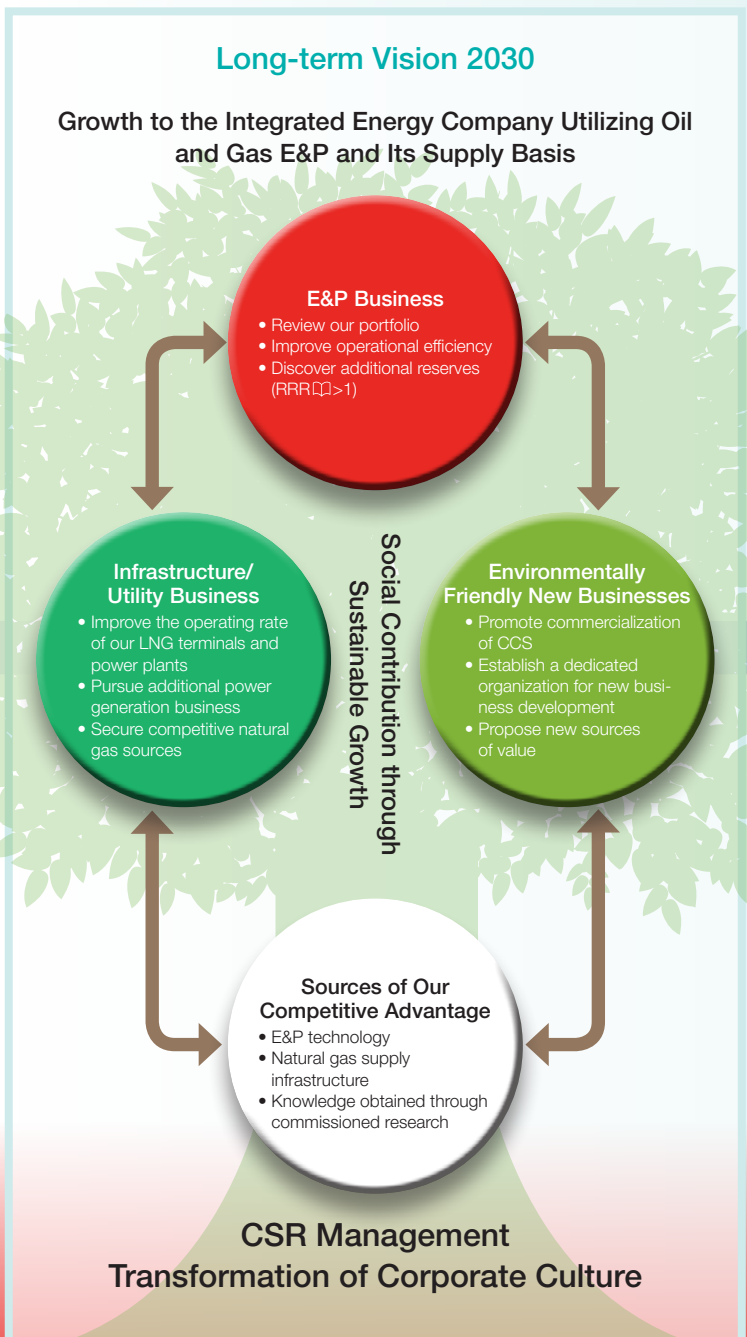 Long-term Vision 2030
Growth to the Integrated Energy Company Utilizing Oil
and Gas E&P and Its Supply Basis
E&P Business
• Review our portfolio
• Improve operational efficiency
• Discover additional reserves
(RRR>1)
Infrastructure/
Utility Business
• Improve the operating rate
of our LNG terminals and
power plants
• Pursue additional power
generation business
• Secure competitive natural
gas sources
Social Contribution through
Sustainable Growth
Environmentally
Friendly New Businesses
• Promote commercialization
of CCS
• Establish a dedicated
organization for new busi-
ness development
• Propose new sources
of value
Sources of Our
Competitive Advantage
• E&P technology
• Natural gas supply
infrastructure
• Knowledge obtained through
commissioned research
CSR Management
Transformation of Corporate Culture